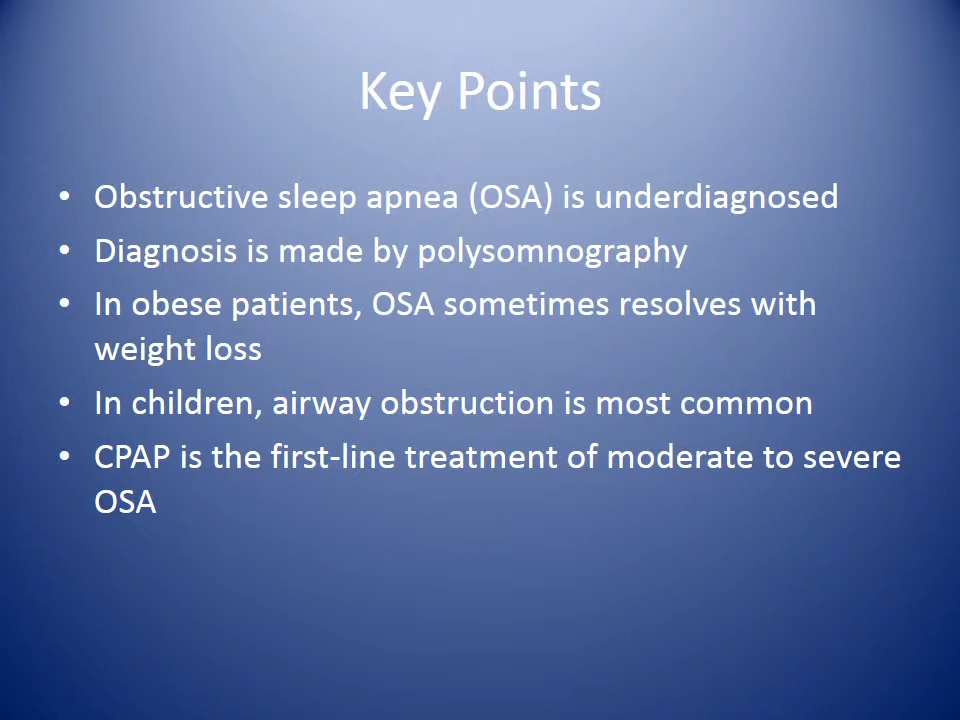 Key Points
• Obstructive sleep apnea (OSA) is underdiagnosed
• Diagnosis is made by polysomnography
• In obese patients, OSA sometimes resolves with
weight loss
• In children, airway obstruction is most common
• CPAP is the first-line treatment of moderate to severe
OSA